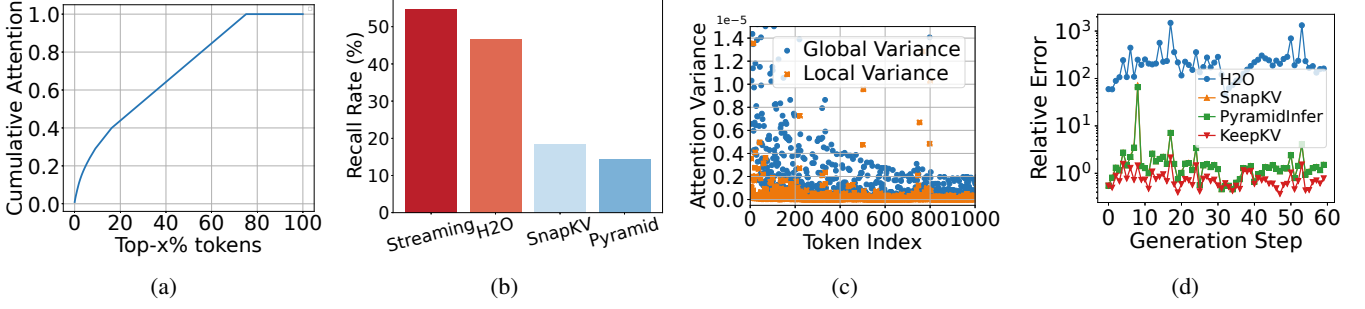 Cumulative Attention
1.0
0.8
0.6
0.4
0.2
0.0
0 20 40 60 80 100
Top-x% tokens
(a)
Recall Rate (%)
50
40
30
20
10
0
Streaming H2O SnapKV Pyramid
(b)
1e−5
Attention Variance
1.4
1.2
1.0
0.8
0.6
0.4
0.2
0.0
Global Variance
Local Variance
0 200 400 600 800 1000
Token Index
(c)
Relative Error
10³
10²
10¹
10⁰
H2O
SnapKV
PyramidInfer
KeepKV
0 10 20 30 40 50 60
Generation Step
(d)